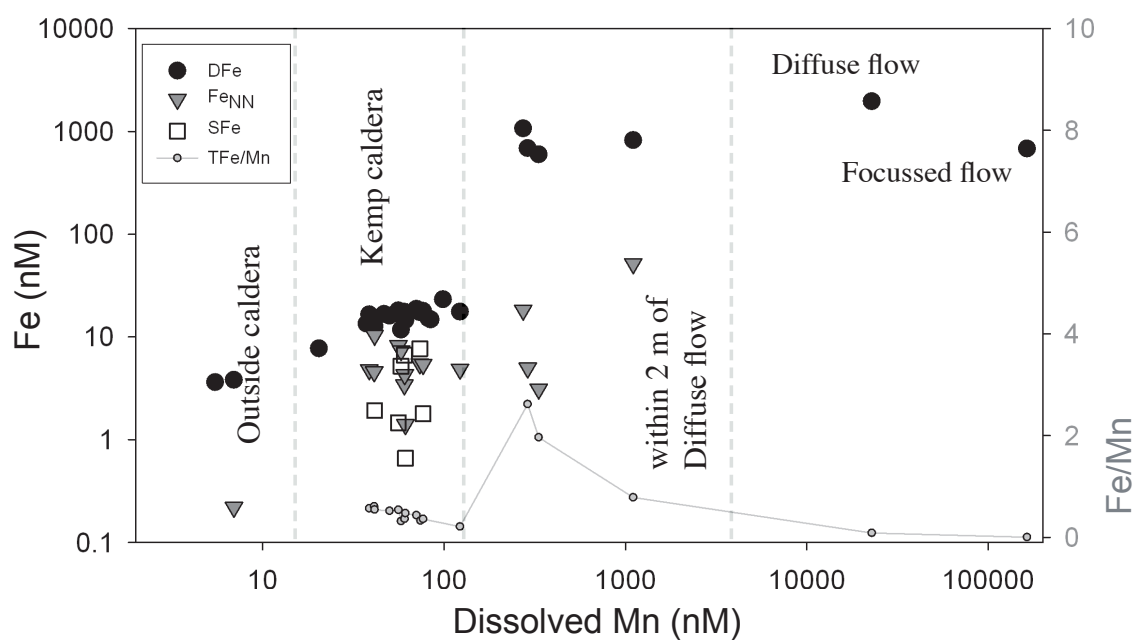 10000
1000
100
10
1
0.1
Fe (nM)
DFe
FeNN
SFe
TFe/Mn
Outside caldera
Kemp caldera
within 2 m of
Diffuse flow
Diffuse flow
Focussed flow
10
8
6
4
2
0
Fe/Mn
10
100
1000
10000
100000
Dissolved Mn (nM)